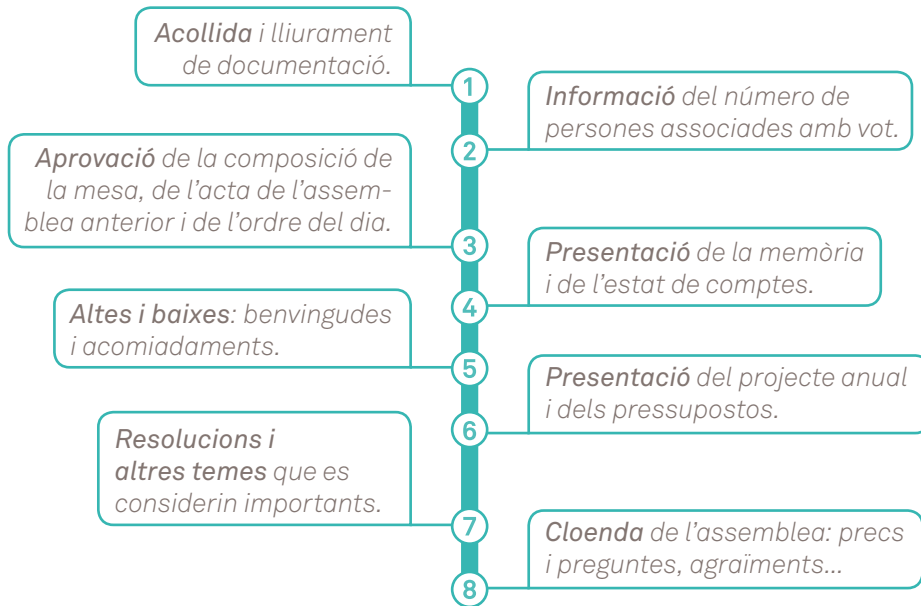 Acollida i lliurament
de documentació.
1
Informació del número de
persones associades amb vot.
2
Aprovació de la composició de
la mesa, de l’acta de l’assem-
blea anterior i de l’ordre del dia.
3
Presentació de la memòria
i de l’estat de comptes.
4
Altes i baixes: benvingudes
i acomiadaments.
5
Presentació del projecte anual
i dels pressupostos.
6
Resolucions i
altres temes que es
considerin importants.
7
Cloenda de l’assemblea: precs
i preguntes, agraïments...
8